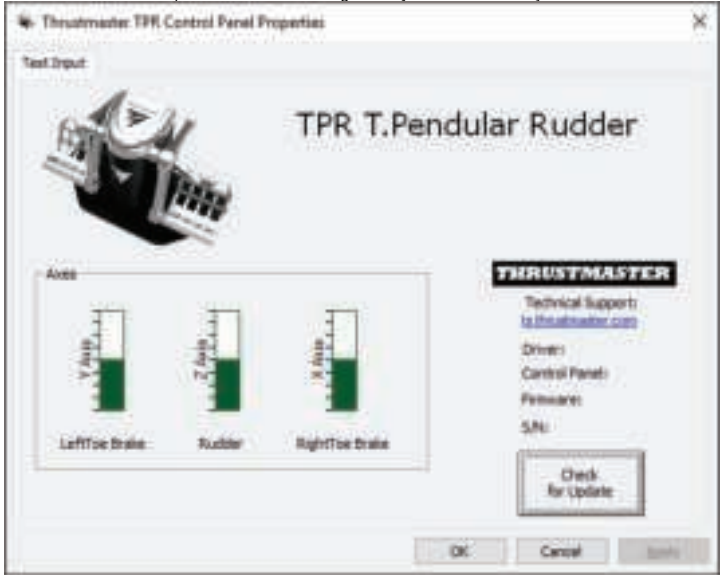 Thrustmaster TPR Control Panel Properties
Test Input
TPR T.Pendular Rudder
Axes
Y Axis
Z Axis
X Axis
LeftToe Brake
Rudder
RightToe Brake
THRUSTMASTER
Technical Support:
ts.thrustmaster.com
Driver:
Control Panel:
Firmware:
S/N:
Check
for Update
OK
Cancel
Apply